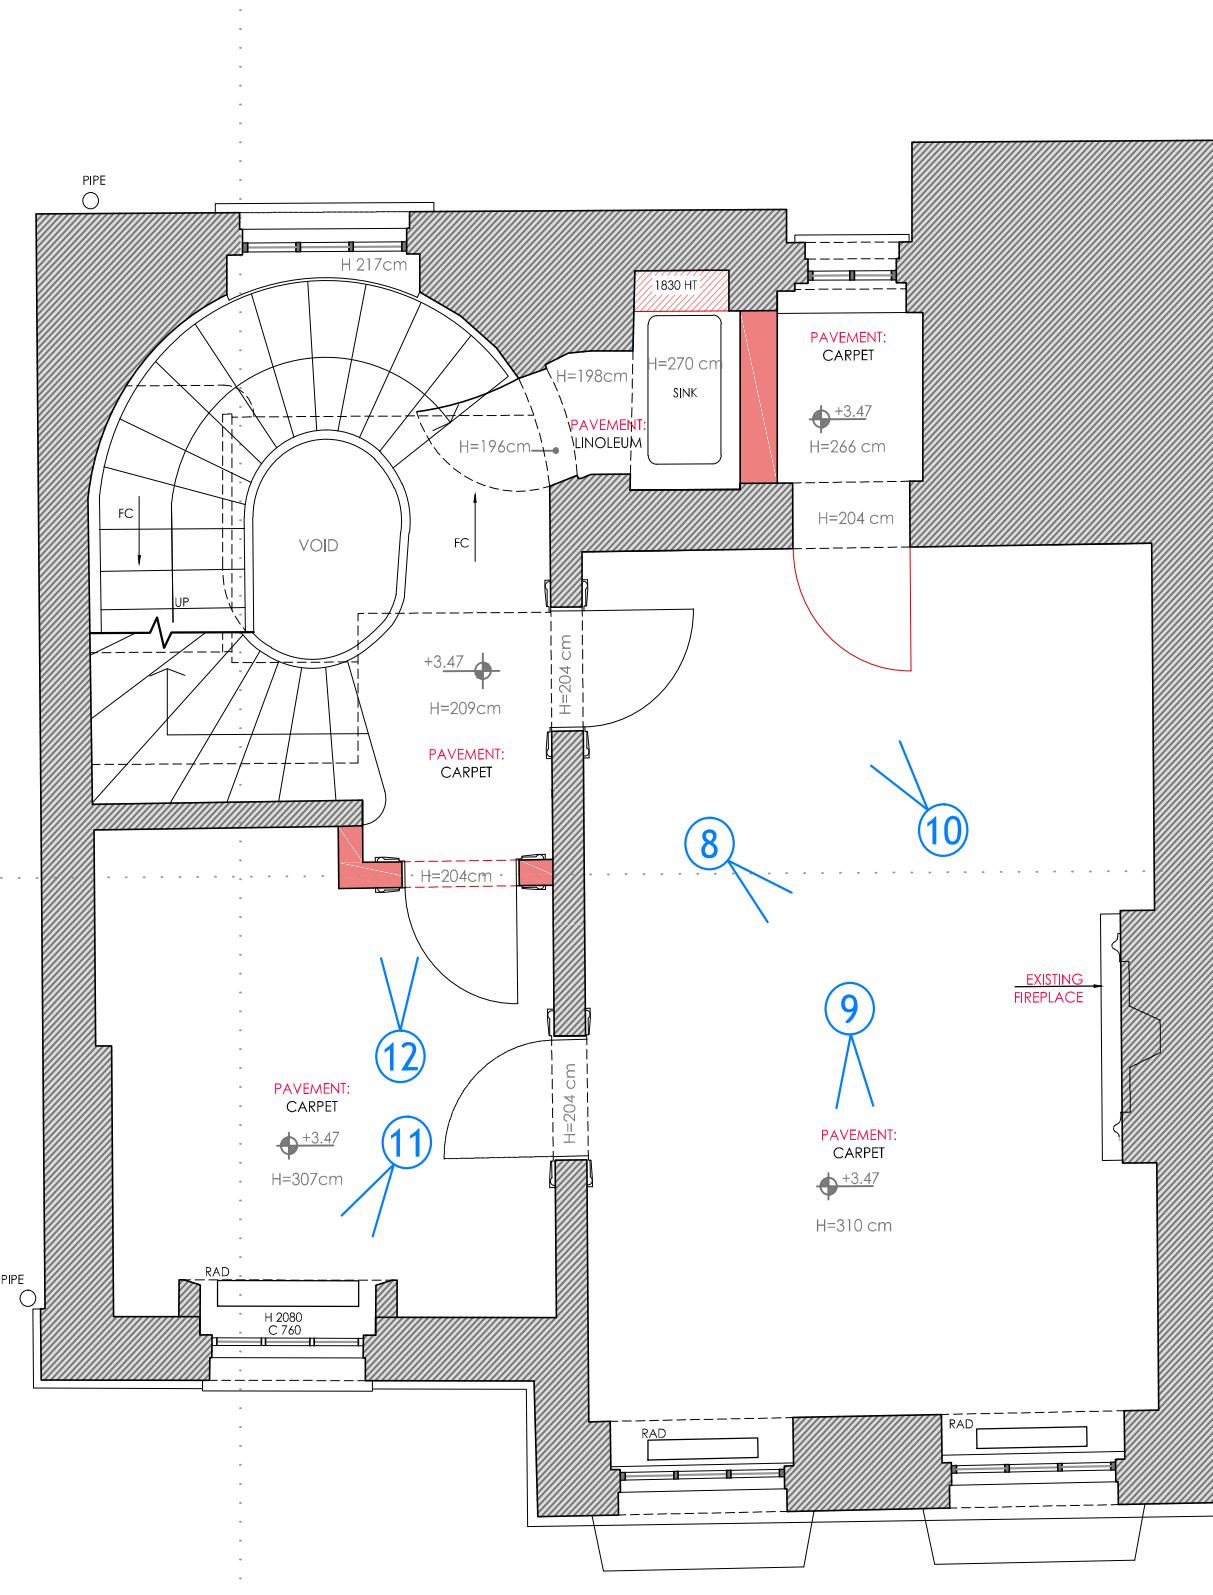 PIPE
H 217cm
1830 HT
H=270 cm
SINK
H=198cm
PAVEMENT:
LINOLEUM
H=196cm
PAVEMENT:
CARPET
+3.47
H=266 cm
H=204 cm
FC
FC
VOID
UP
+3.47
H=209cm
H=204 cm
PAVEMENT:
CARPET
H=204cm
8
10
9
EXISTING
FIREPLACE
12
11
H=204 cm
PAVEMENT:
CARPET
+3.47
H=307cm
PAVEMENT:
CARPET
+3.47
H=310 cm
PIPE
RAD
H 2080
C 760
RAD
RAD